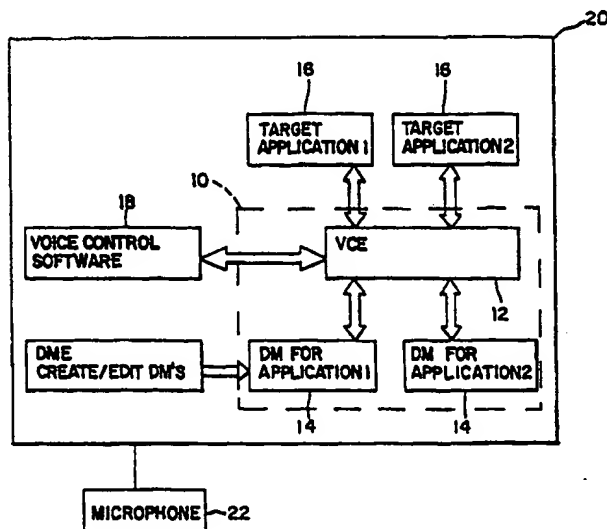 20
16
16
TARGET
APPLICATION 1
TARGET
APPLICATION 2
10
18
VOICE CONTROL
SOFTWARE
VCE
12
DME
CREATE/EDIT DM'S
DM FOR
APPLICATION 1
DM FOR
APPLICATION 2
14
14
MICROPHONE
22